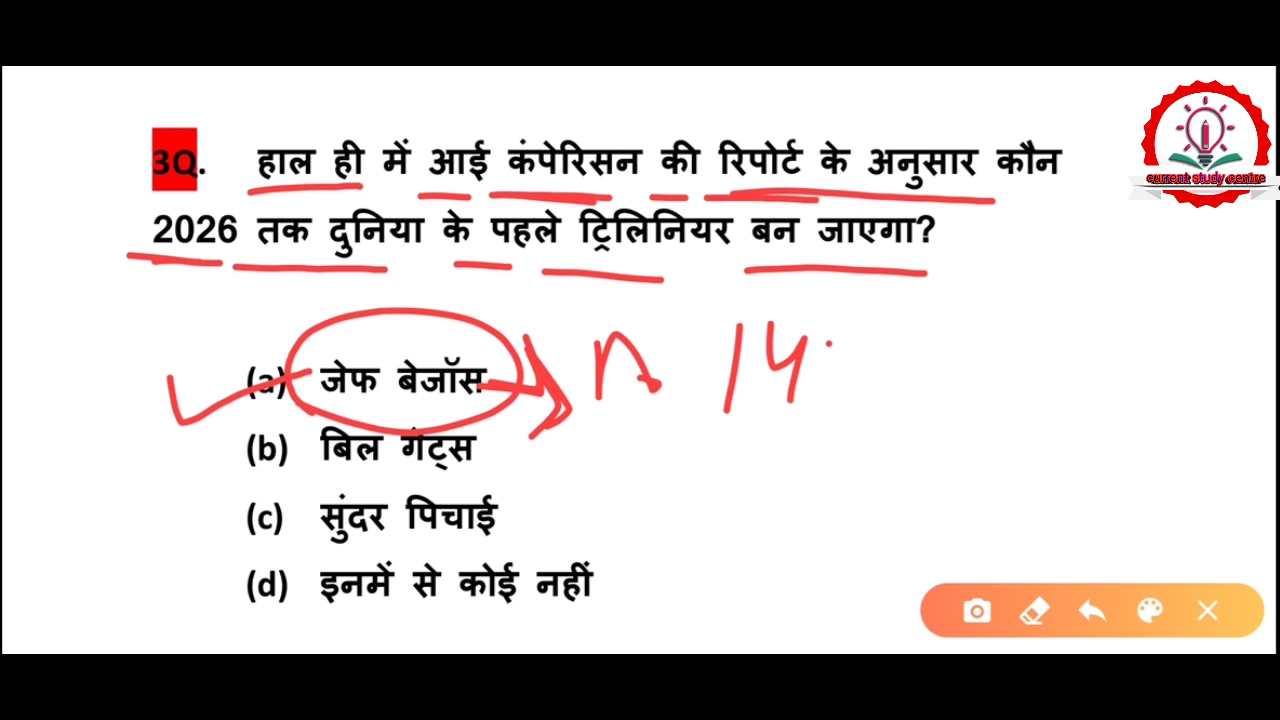 3Q. हाल ही में आई कंपेरिसन की रिपोर्ट के अनुसार कौन
2026 तक दुनिया के पहले ट्रिलिनियर बन जाएगा?
(a) जेफ बेजॉस
(b) बिल गेट्स
(c) सुंदर पिचाई
(d) इनमें से कोई नहीं
current study centre